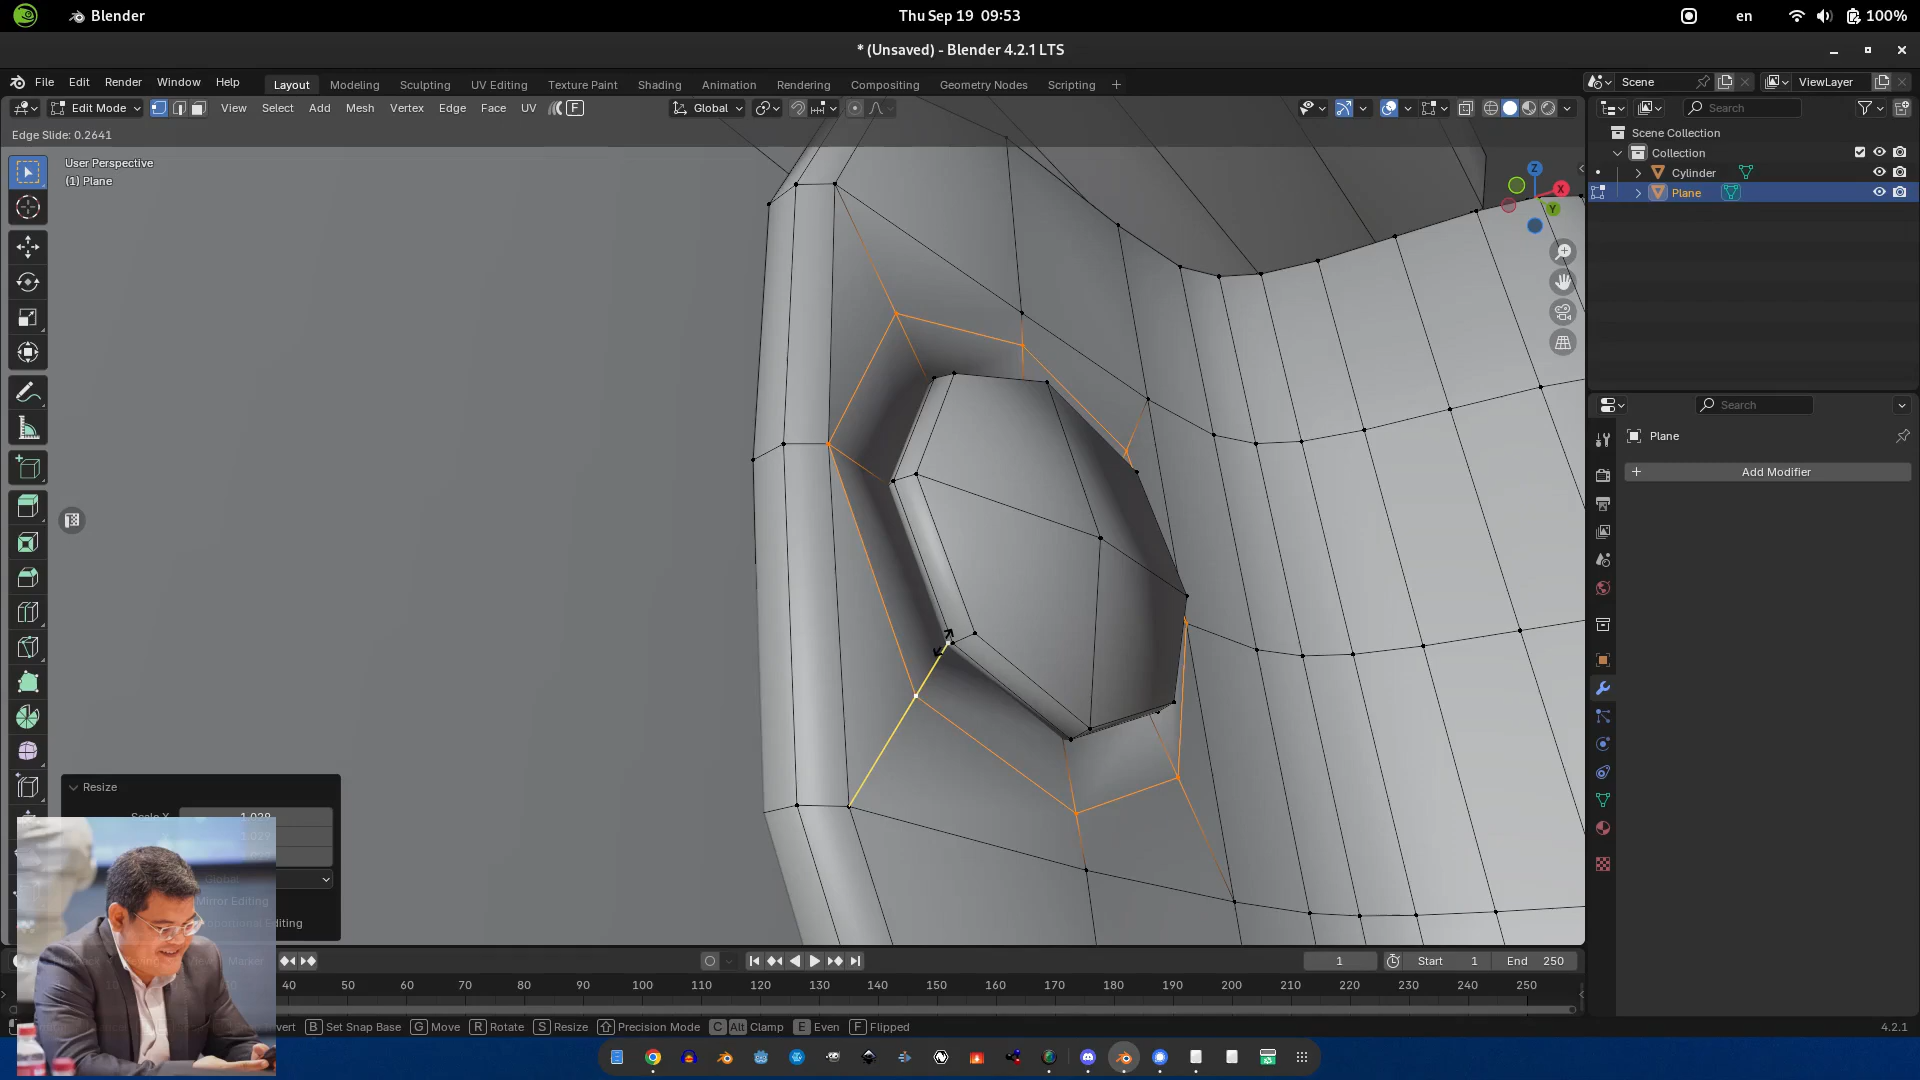 Blender
Thu Sep 19 09:53
en
100%
* (Unsaved) - Blender 4.2.1 LTS
File Edit Render Window Help
Layout Modeling Sculpting UV Editing Texture Paint Shading Animation Rendering Compositing Geometry Nodes Scripting +
Scene
ViewLayer
Edit Mode
View Select Add Mesh Vertex Edge Face UV
F
Global
Search
Edge Slide: 0.2641
User Perspective
(1) Plane
Z
X
Y
Scene Collection
Collection
Cylinder
Plane
Search
Plane
+ Add Modifier
Resize
Scale X 1.029
Global
Mirror Editing
Marker
1
Start 1
End 250
40 50 60 70 80 90 100 110 120 130 140 150 160 170 180 190 200 210 220 230 240 250
B Set Snap Base G Move R Rotate S Resize Precision Mode C Alt Clamp E Even F Flipped
4.2.1